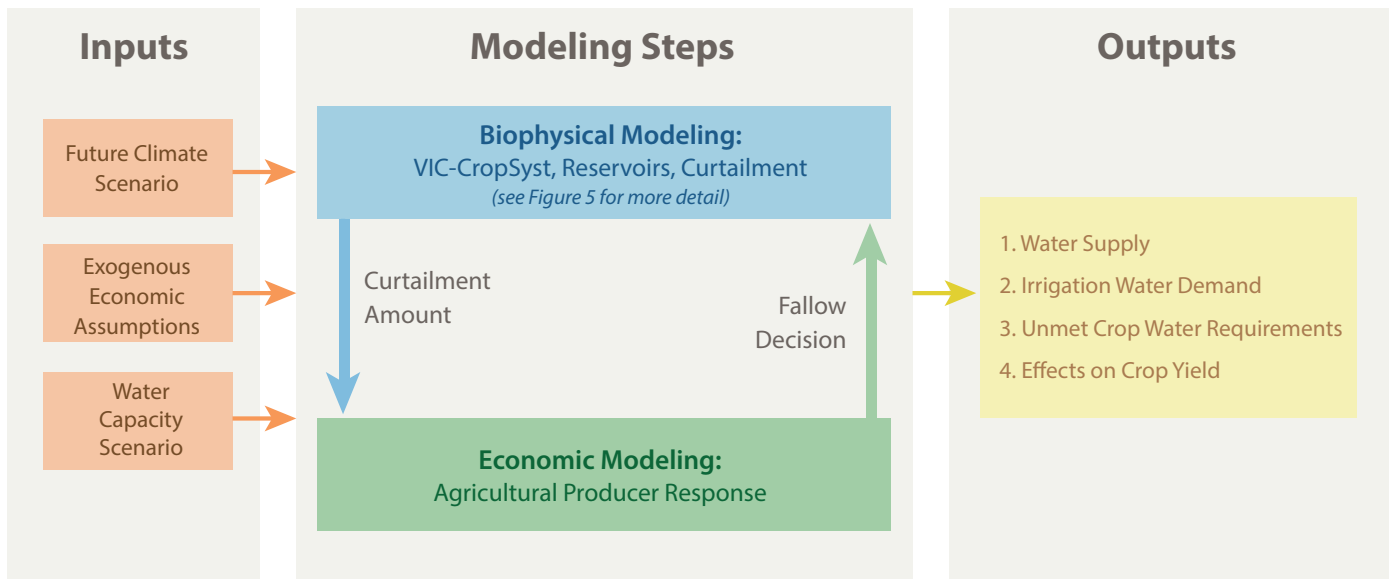 Inputs
Modeling Steps
Outputs
Future Climate
Scenario
Exogenous
Economic
Assumptions
Water
Capacity
Scenario
Biophysical Modeling:
VIC-CropSyst, Reservoirs, Curtailment
(see Figure 5 for more detail)
Curtailment
Amount
Fallow
Decision
Economic Modeling:
Agricultural Producer Response
1. Water Supply
2. Irrigation Water Demand
3. Unmet Crop Water Requirements
4. Effects on Crop Yield